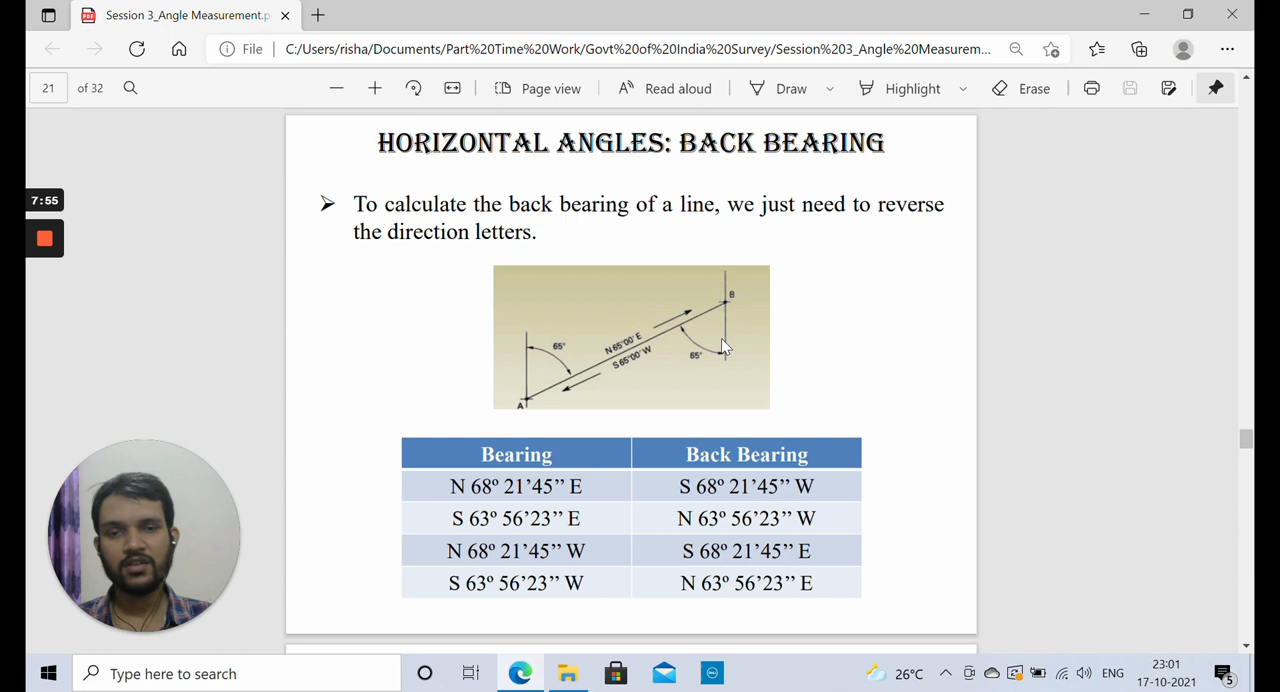 Session 3_Angle Measurement.p
File
C:/Users/risha/Documents/Part%20Time%20Work/Govt%20of%20India%20Survey/Session%203_Angle%20Measurem...
21 of 32
Page view
Read aloud
Draw
Highlight
Erase
HORIZONTAL ANGLES: BACK BEARING
7:55
➢ To calculate the back bearing of a line, we just need to reverse
the direction letters.
B
65°
N 65°00' E
S 65°00' W
65°
A
Bearing Back Bearing
N 68º 21’45’’ E S 68º 21’45’’ W
S 63º 56’23’’ E N 63º 56’23’’ W
N 68º 21’45’’ W S 68º 21’45’’ E
S 63º 56’23’’ W N 63º 56’23’’ E
Type here to search
26°C
ENG
23:01
17-10-2021
5